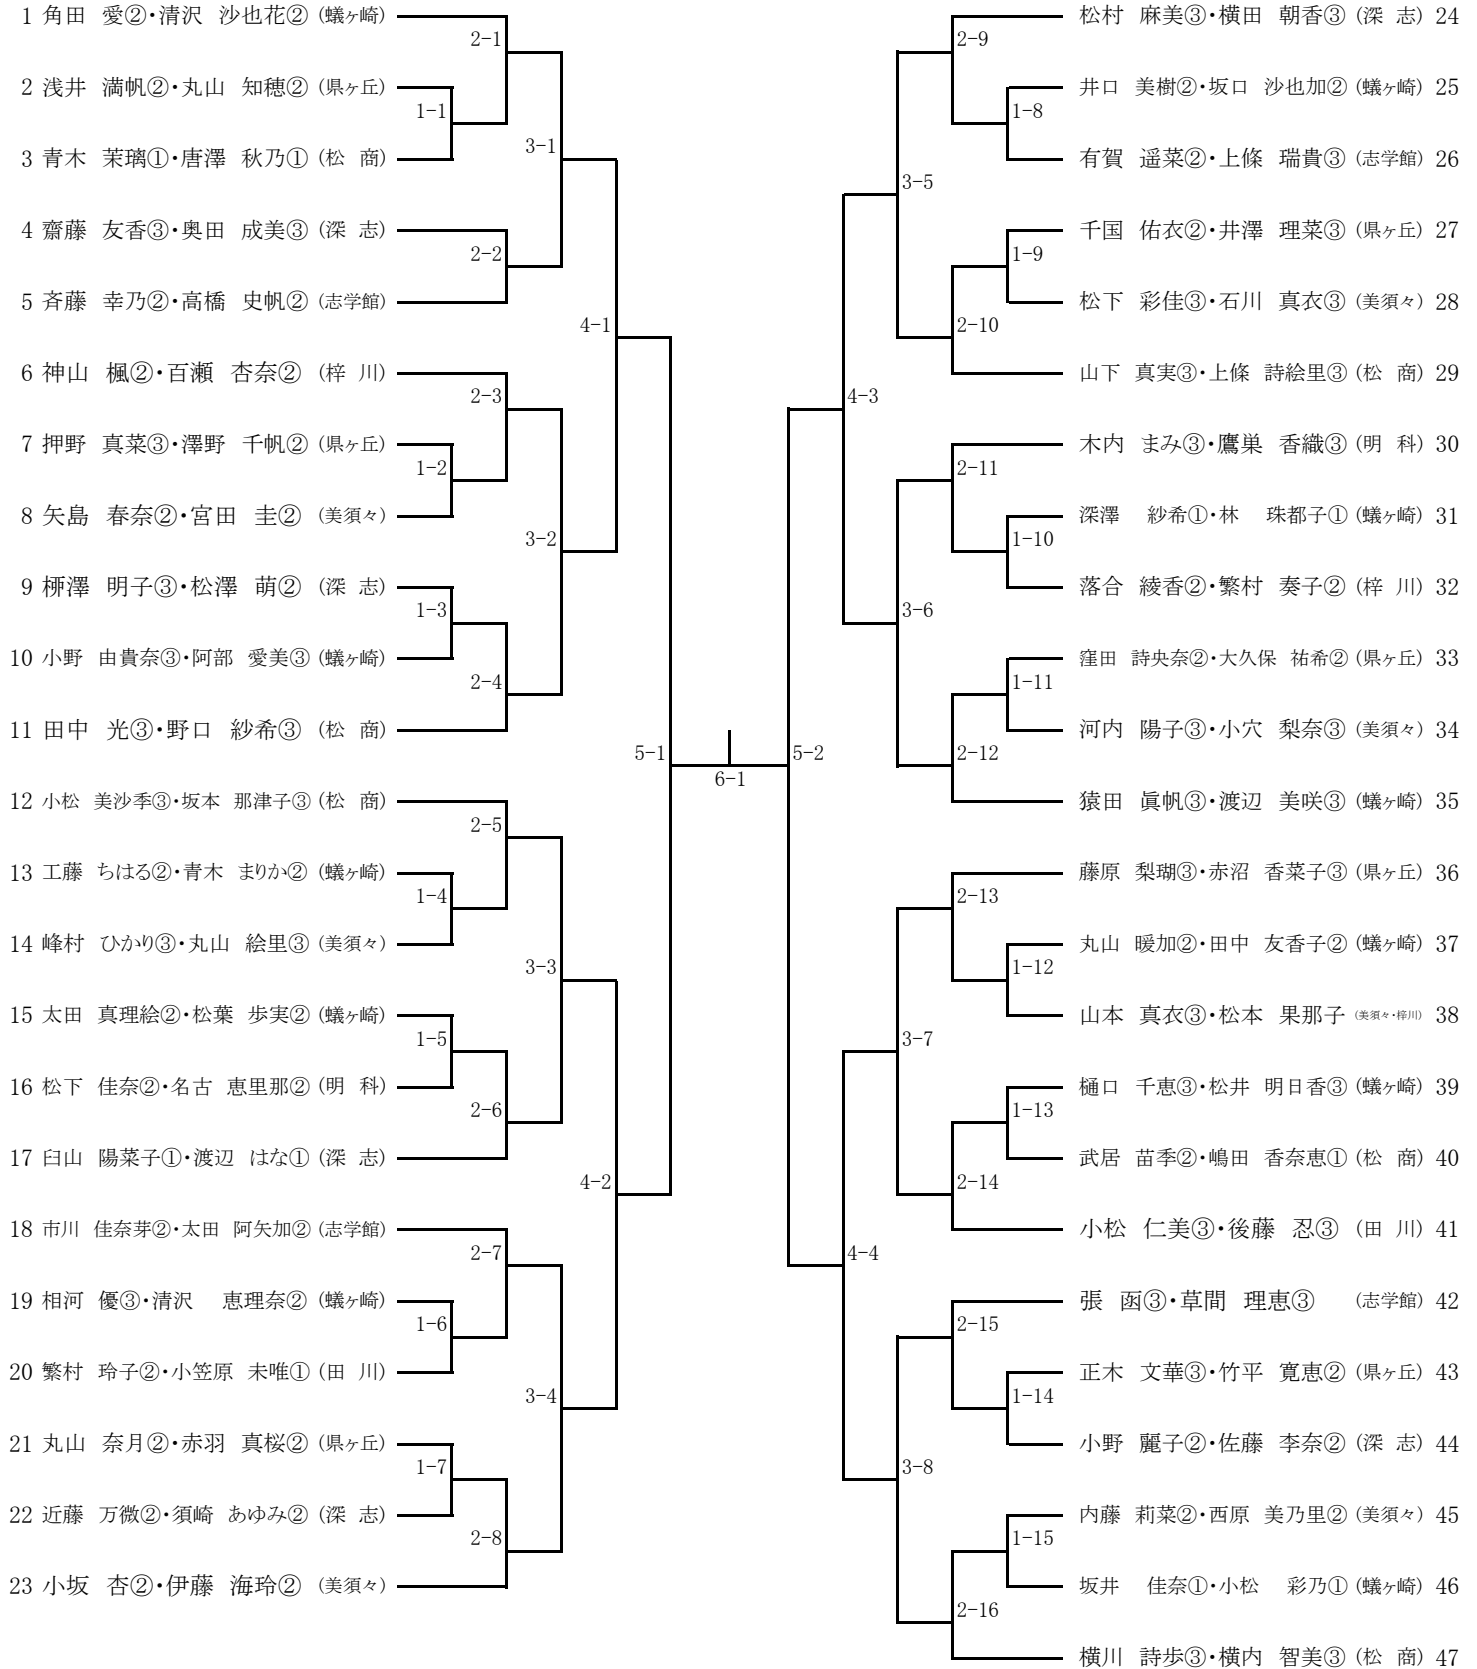 1 角田 愛②・清沢 沙也花② (蟻ヶ崎)
2-1
2 浅井 満帆②・丸山 知穂② (県ヶ丘)
1-1
3 青木 茉璃①・唐澤 秋乃① (松 商)
3-1
4 齋藤 友香③・奥田 成美③ (深 志)
2-2
5 斉藤 幸乃②・高橋 史帆② (志学館)
4-1
6 神山 楓②・百瀬 杏奈② (梓 川)
2-3
7 押野 真菜③・澤野 千帆② (県ヶ丘)
1-2
8 矢島 春奈②・宮田 圭② (美須々)
3-2
9 栁澤 明子③・松澤 萌② (深 志)
1-3
10 小野 由貴奈③・阿部 愛美③ (蟻ヶ崎)
2-4
11 田中 光③・野口 紗希③ (松 商)
5-1
12 小松 美沙季③・坂本 那津子③ (松 商)
2-5
13 工藤 ちはる②・青木 まりか② (蟻ヶ崎)
1-4
14 峰村 ひかり③・丸山 絵里③ (美須々)
3-3
15 太田 真理絵②・松葉 歩実② (蟻ヶ崎)
1-5
16 松下 佳奈②・名古 恵里那② (明 科)
2-6
17 臼山 陽菜子①・渡辺 はな① (深 志)
4-2
18 市川 佳奈芽②・太田 阿矢加② (志学館)
2-7
19 相河 優③・清沢 恵理奈② (蟻ヶ崎)
1-6
20 繁村 玲子②・小笠原 未唯① (田 川)
3-4
21 丸山 奈月②・赤羽 真桜② (県ヶ丘)
1-7
22 近藤 万微②・須崎 あゆみ② (深 志)
2-8
23 小坂 杏②・伊藤 海玲② (美須々)
6-1
松村 麻美③・横田 朝香③ (深 志) 24
2-9
井口 美樹②・坂口 沙也加② (蟻ヶ崎) 25
1-8
有賀 遥菜②・上條 瑞貴③ (志学館) 26
3-5
千国 佑衣②・井澤 理菜③ (県ヶ丘) 27
1-9
松下 彩佳③・石川 真衣③ (美須々) 28
2-10
山下 真実③・上條 詩絵里③ (松 商) 29
4-3
木内 まみ③・鷹巣 香織③ (明 科) 30
2-11
深澤 紗希①・林 珠都子① (蟻ヶ崎) 31
1-10
落合 綾香②・繁村 奏子② (梓 川) 32
3-6
窪田 詩央奈②・大久保 祐希② (県ヶ丘) 33
1-11
河内 陽子③・小穴 梨奈③ (美須々) 34
5-2
2-12
猿田 眞帆③・渡辺 美咲③ (蟻ヶ崎) 35
藤原 梨瑚③・赤沼 香菜子③ (県ヶ丘) 36
2-13
丸山 暖加②・田中 友香子② (蟻ヶ崎) 37
1-12
山本 真衣③・松本 果那子 (美須々・梓川) 38
3-7
樋口 千恵③・松井 明日香③ (蟻ヶ崎) 39
1-13
武居 苗季②・嶋田 香奈恵① (松 商) 40
2-14
小松 仁美③・後藤 忍③ (田 川) 41
4-4
張 函③・草間 理恵③ (志学館) 42
2-15
正木 文華③・竹平 寛恵② (県ヶ丘) 43
1-14
小野 麗子②・佐藤 李奈② (深 志) 44
3-8
内藤 莉菜②・西原 美乃里② (美須々) 45
1-15
坂井 佳奈①・小松 彩乃① (蟻ヶ崎) 46
2-16
横川 詩歩③・横内 智美③ (松 商) 47